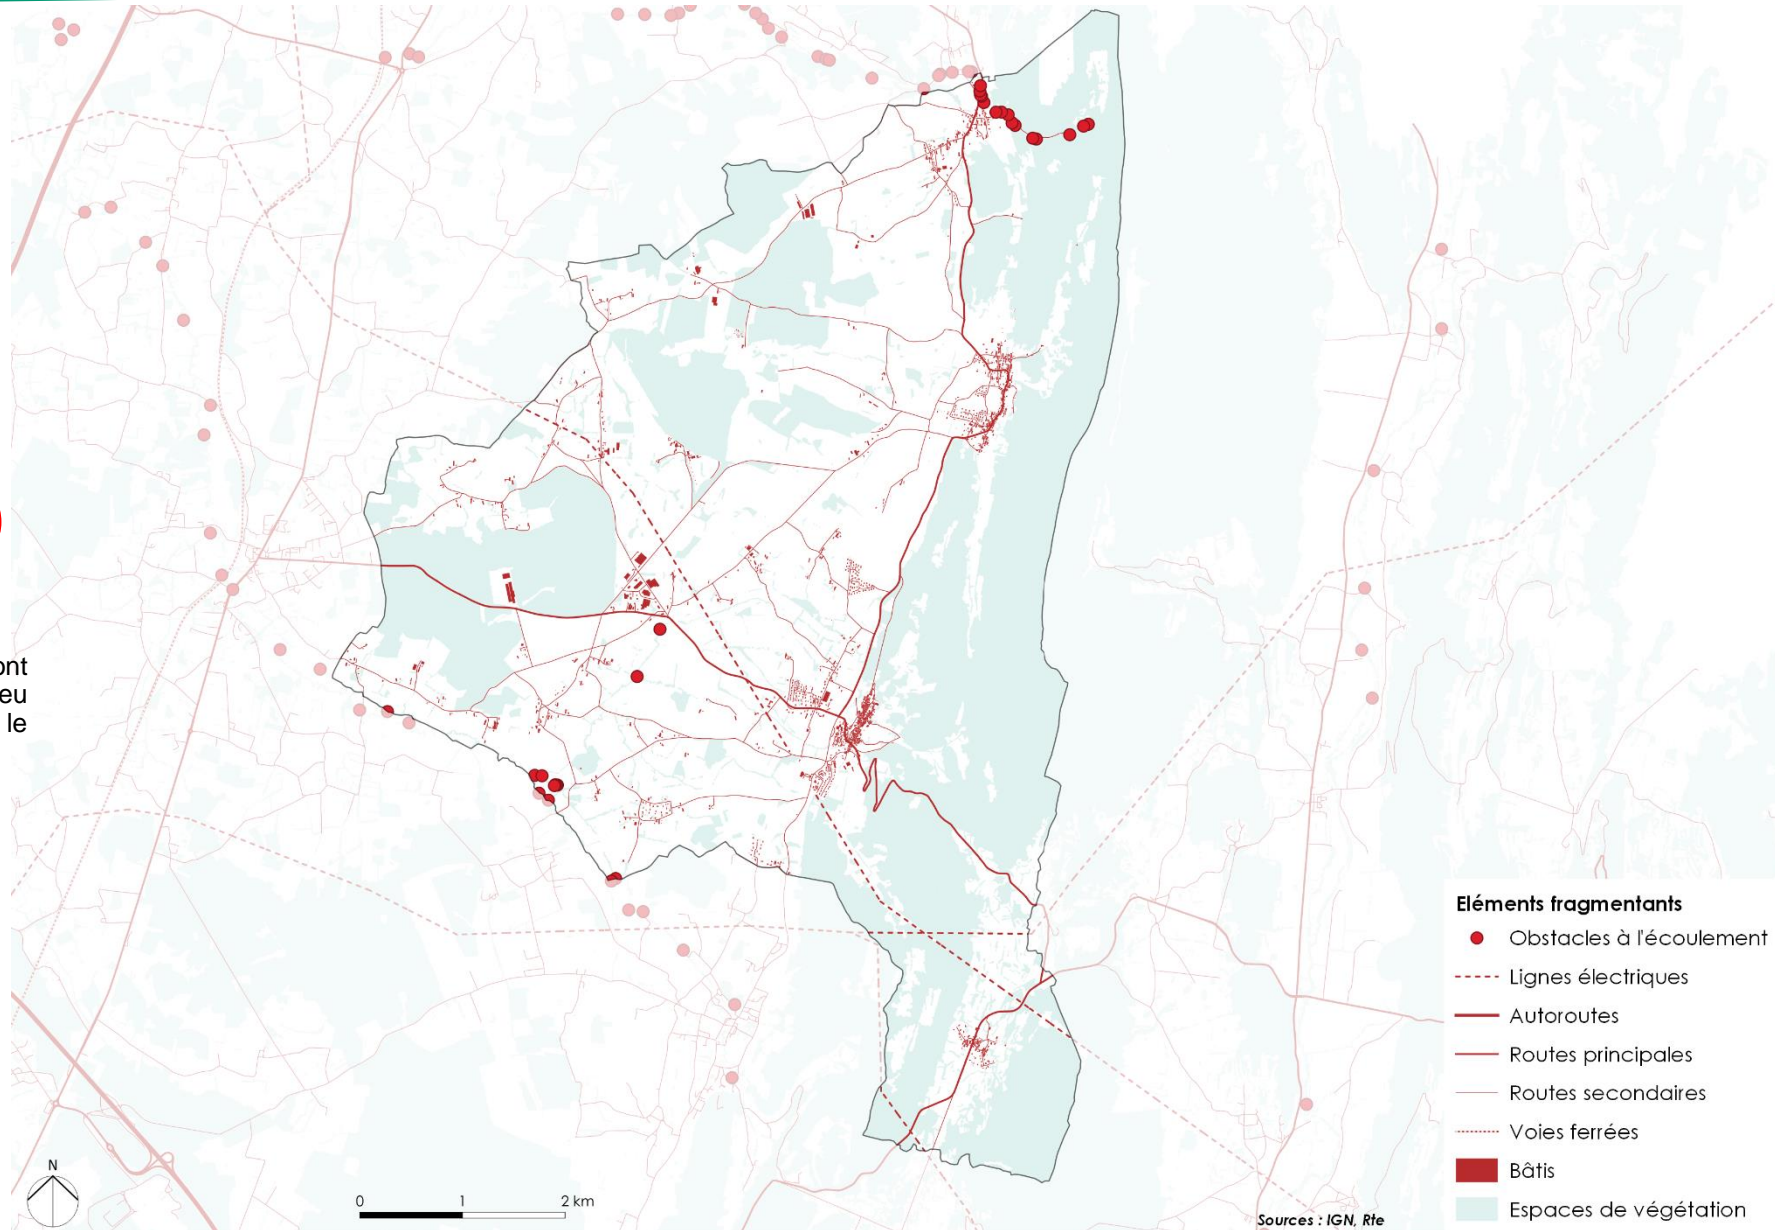 ont
eu
le
Eléments fragmentants
Obstacles à l'écoulement
Lignes électriques
Autoroutes
Routes principales
Routes secondaires
Voies ferrées
Bâtis
Espaces de végétation
N
0 1 2 km
Sources : IGN, Rte